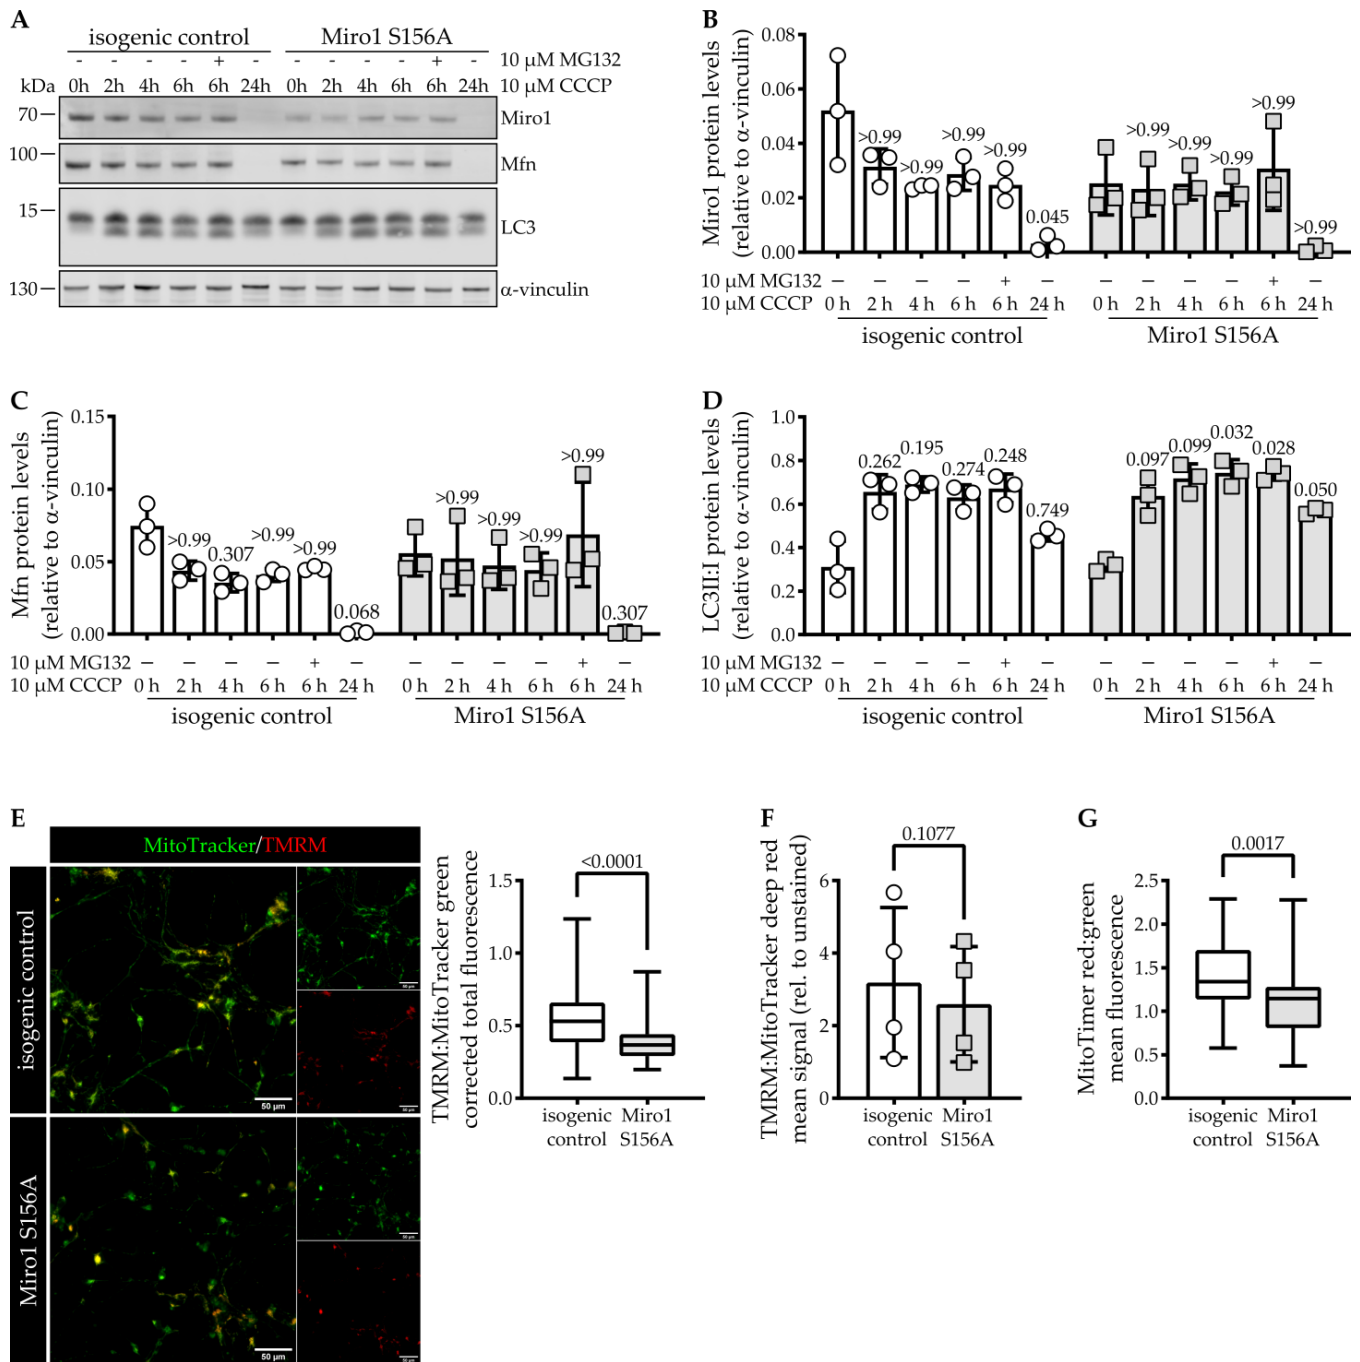 A
isogenic control Miro1 S156A
- - - - + - - - - - + - 10 µM MG132
kDa 0h 2h 4h 6h 6h 24h 0h 2h 4h 6h 6h 24h 10 µM CCCP
70 Miro1
100 Mfn
15 LC3
130 α-vinculin
B
Miro1 protein levels
(relative to α-vinculin)
0.08
0.06
0.04
0.02
0.00
>0.99 >0.99 >0.99 >0.99 0.045 >0.99 >0.99 >0.99 >0.99 >0.99
10 µM MG132 – – – – + – – – – – + –
10 µM CCCP 0 h 2 h 4 h 6 h 6 h 24 h 0 h 2 h 4 h 6 h 6 h 24 h
isogenic control Miro1 S156A
C
Mfn protein levels
(relative to α-vinculin)
0.15
0.10
0.05
0.00
>0.99 0.307 >0.99 >0.99 0.068 >0.99 >0.99 >0.99 >0.99 0.307
10 µM MG132 – – – – + – – – – – + –
10 µM CCCP 0 h 2 h 4 h 6 h 6 h 24 h 0 h 2 h 4 h 6 h 6 h 24 h
isogenic control Miro1 S156A
D
LC3II:I protein levels
(relative to α-vinculin)
1.0
0.8
0.6
0.4
0.2
0.0
0.262 0.195 0.274 0.248 0.749 0.097 0.099 0.032 0.028 0.050
10 µM MG132 – – – – + – – – – – + –
10 µM CCCP 0 h 2 h 4 h 6 h 6 h 24 h 0 h 2 h 4 h 6 h 6 h 24 h
isogenic control Miro1 S156A
E
MitoTracker/TMRM
isogenic control
50 µm
50 µm
50 µm
Miro1 S156A
50 µm
50 µm
50 µm
TMRM:MitoTracker green
corrected total fluorescence
<0.0001
1.5
1.0
0.5
0.0
isogenic Miro1
control S156A
F
TMRM:MitoTracker deep red
mean signal (rel. to unstained)
0.1077
6
4
2
0
isogenic Miro1
control S156A
G
MitoTimer red:green
mean fluorescence
0.0017
2.5
2.0
1.5
1.0
0.5
0.0
isogenic Miro1
control S156A